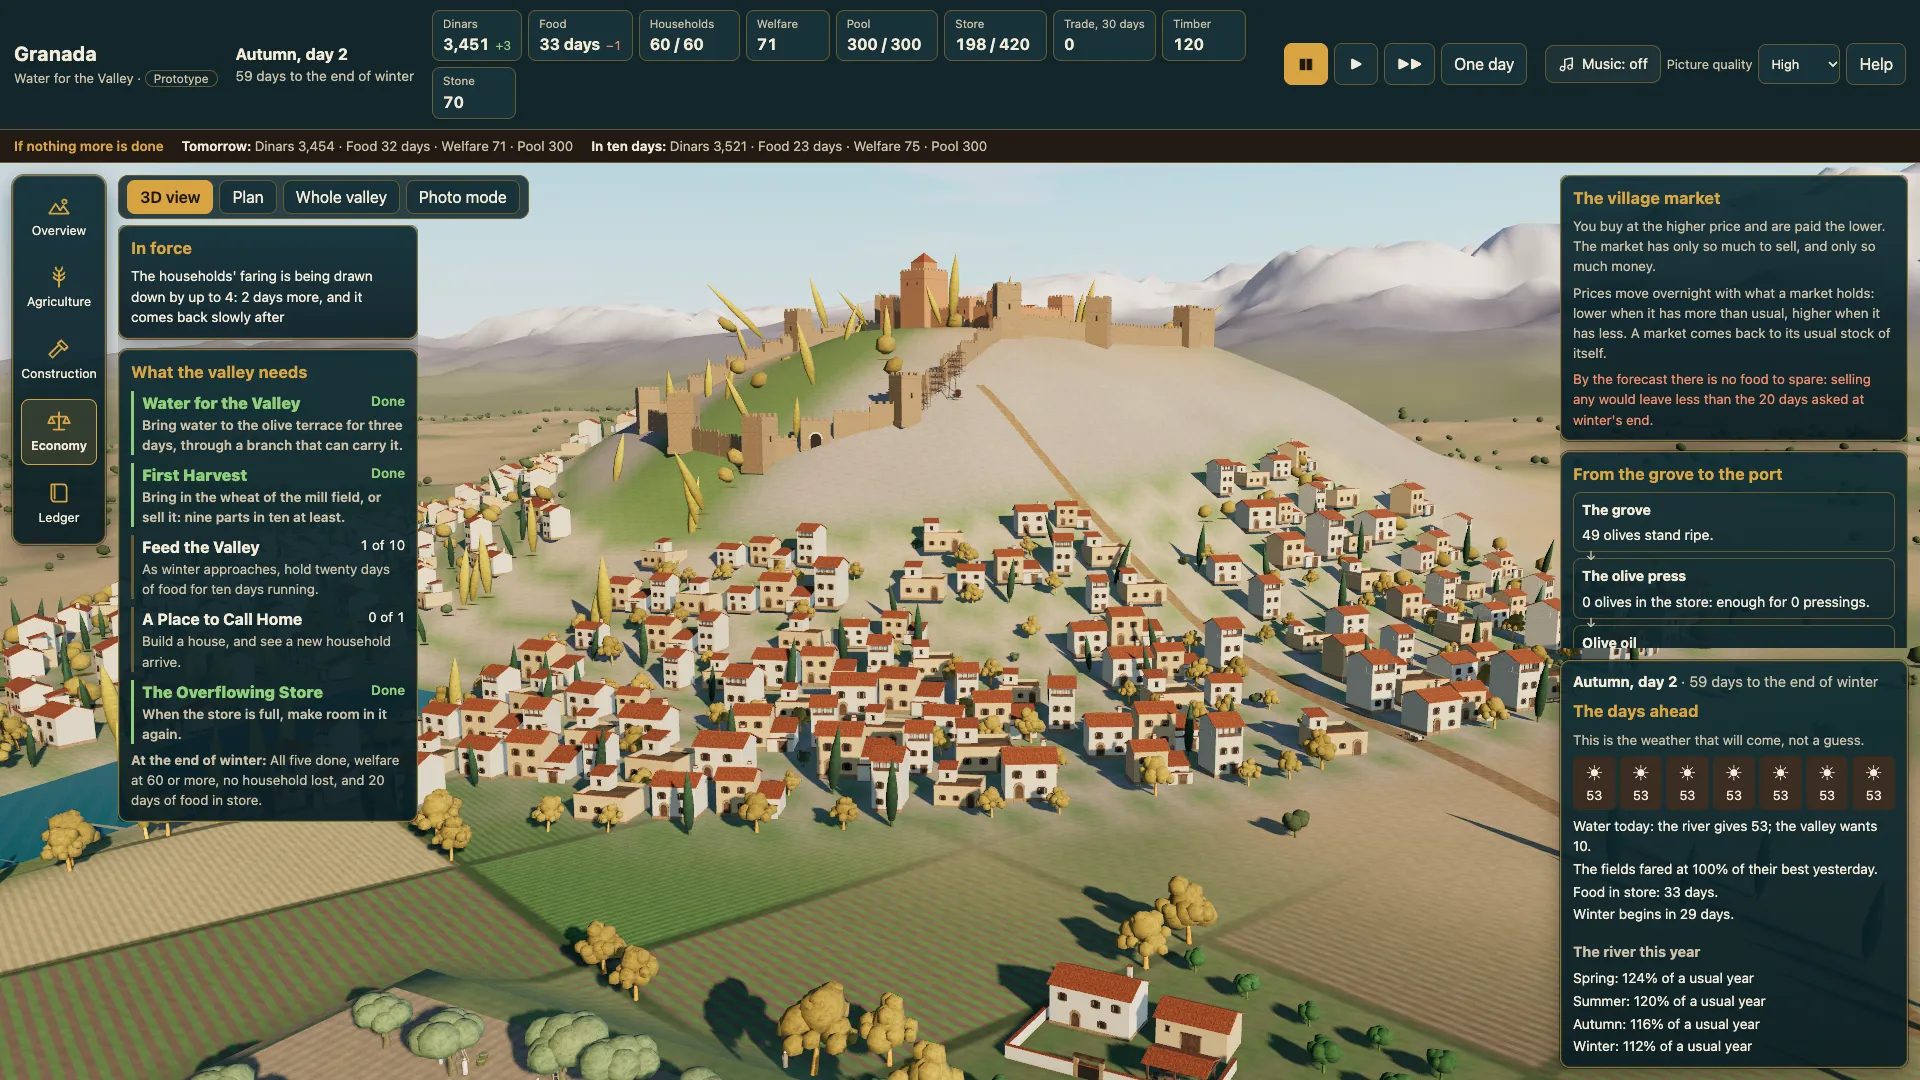 Granada
Water for the Valley · Prototype
Autumn, day 2
59 days to the end of winter
Dinars
3,451 +3
Food
33 days −1
Households
60 / 60
Welfare
71
Pool
300 / 300
Store
198 / 420
Trade, 30 days
0
Timber
120
Stone
70
One day
Music: off
Picture quality
High
Help
If nothing more is done Tomorrow: Dinars 3,454 · Food 32 days · Welfare 71 · Pool 300 In ten days: Dinars 3,521 · Food 23 days · Welfare 75 · Pool 300
Overview
Agriculture
Construction
Economy
Ledger
3D view
Plan
Whole valley
Photo mode
In force
The households' faring is being drawn
down by up to 4: 2 days more, and it
comes back slowly after
What the valley needs
Water for the Valley Done
Bring water to the olive terrace for three
days, through a branch that can carry it.
First Harvest Done
Bring in the wheat of the mill field, or
sell it: nine parts in ten at least.
Feed the Valley 1 of 10
As winter approaches, hold twenty days
of food for ten days running.
A Place to Call Home 0 of 1
Build a house, and see a new household
arrive.
The Overflowing Store Done
When the store is full, make room in it
again.
At the end of winter: All five done, welfare
at 60 or more, no household lost, and 20
days of food in store.
The village market
You buy at the higher price and are paid the lower.
The market has only so much to sell, and only so
much money.
Prices move overnight with what a market holds:
lower when it has more than usual, higher when it
has less. A market comes back to its usual stock of
itself.
By the forecast there is no food to spare: selling
any would leave less than the 20 days asked at
winter's end.
From the grove to the port
The grove
49 olives stand ripe.
↓
The olive press
0 olives in the store: enough for 0 pressings.
↓
Olive oil
Autumn, day 2 · 59 days to the end of winter
The days ahead
This is the weather that will come, not a guess.
53 53 53 53 53 53 53
Water today: the river gives 53; the valley wants
10.
The fields fared at 100% of their best yesterday.
Food in store: 33 days.
Winter begins in 29 days.
The river this year
Spring: 124% of a usual year
Summer: 120% of a usual year
Autumn: 116% of a usual year
Winter: 112% of a usual year